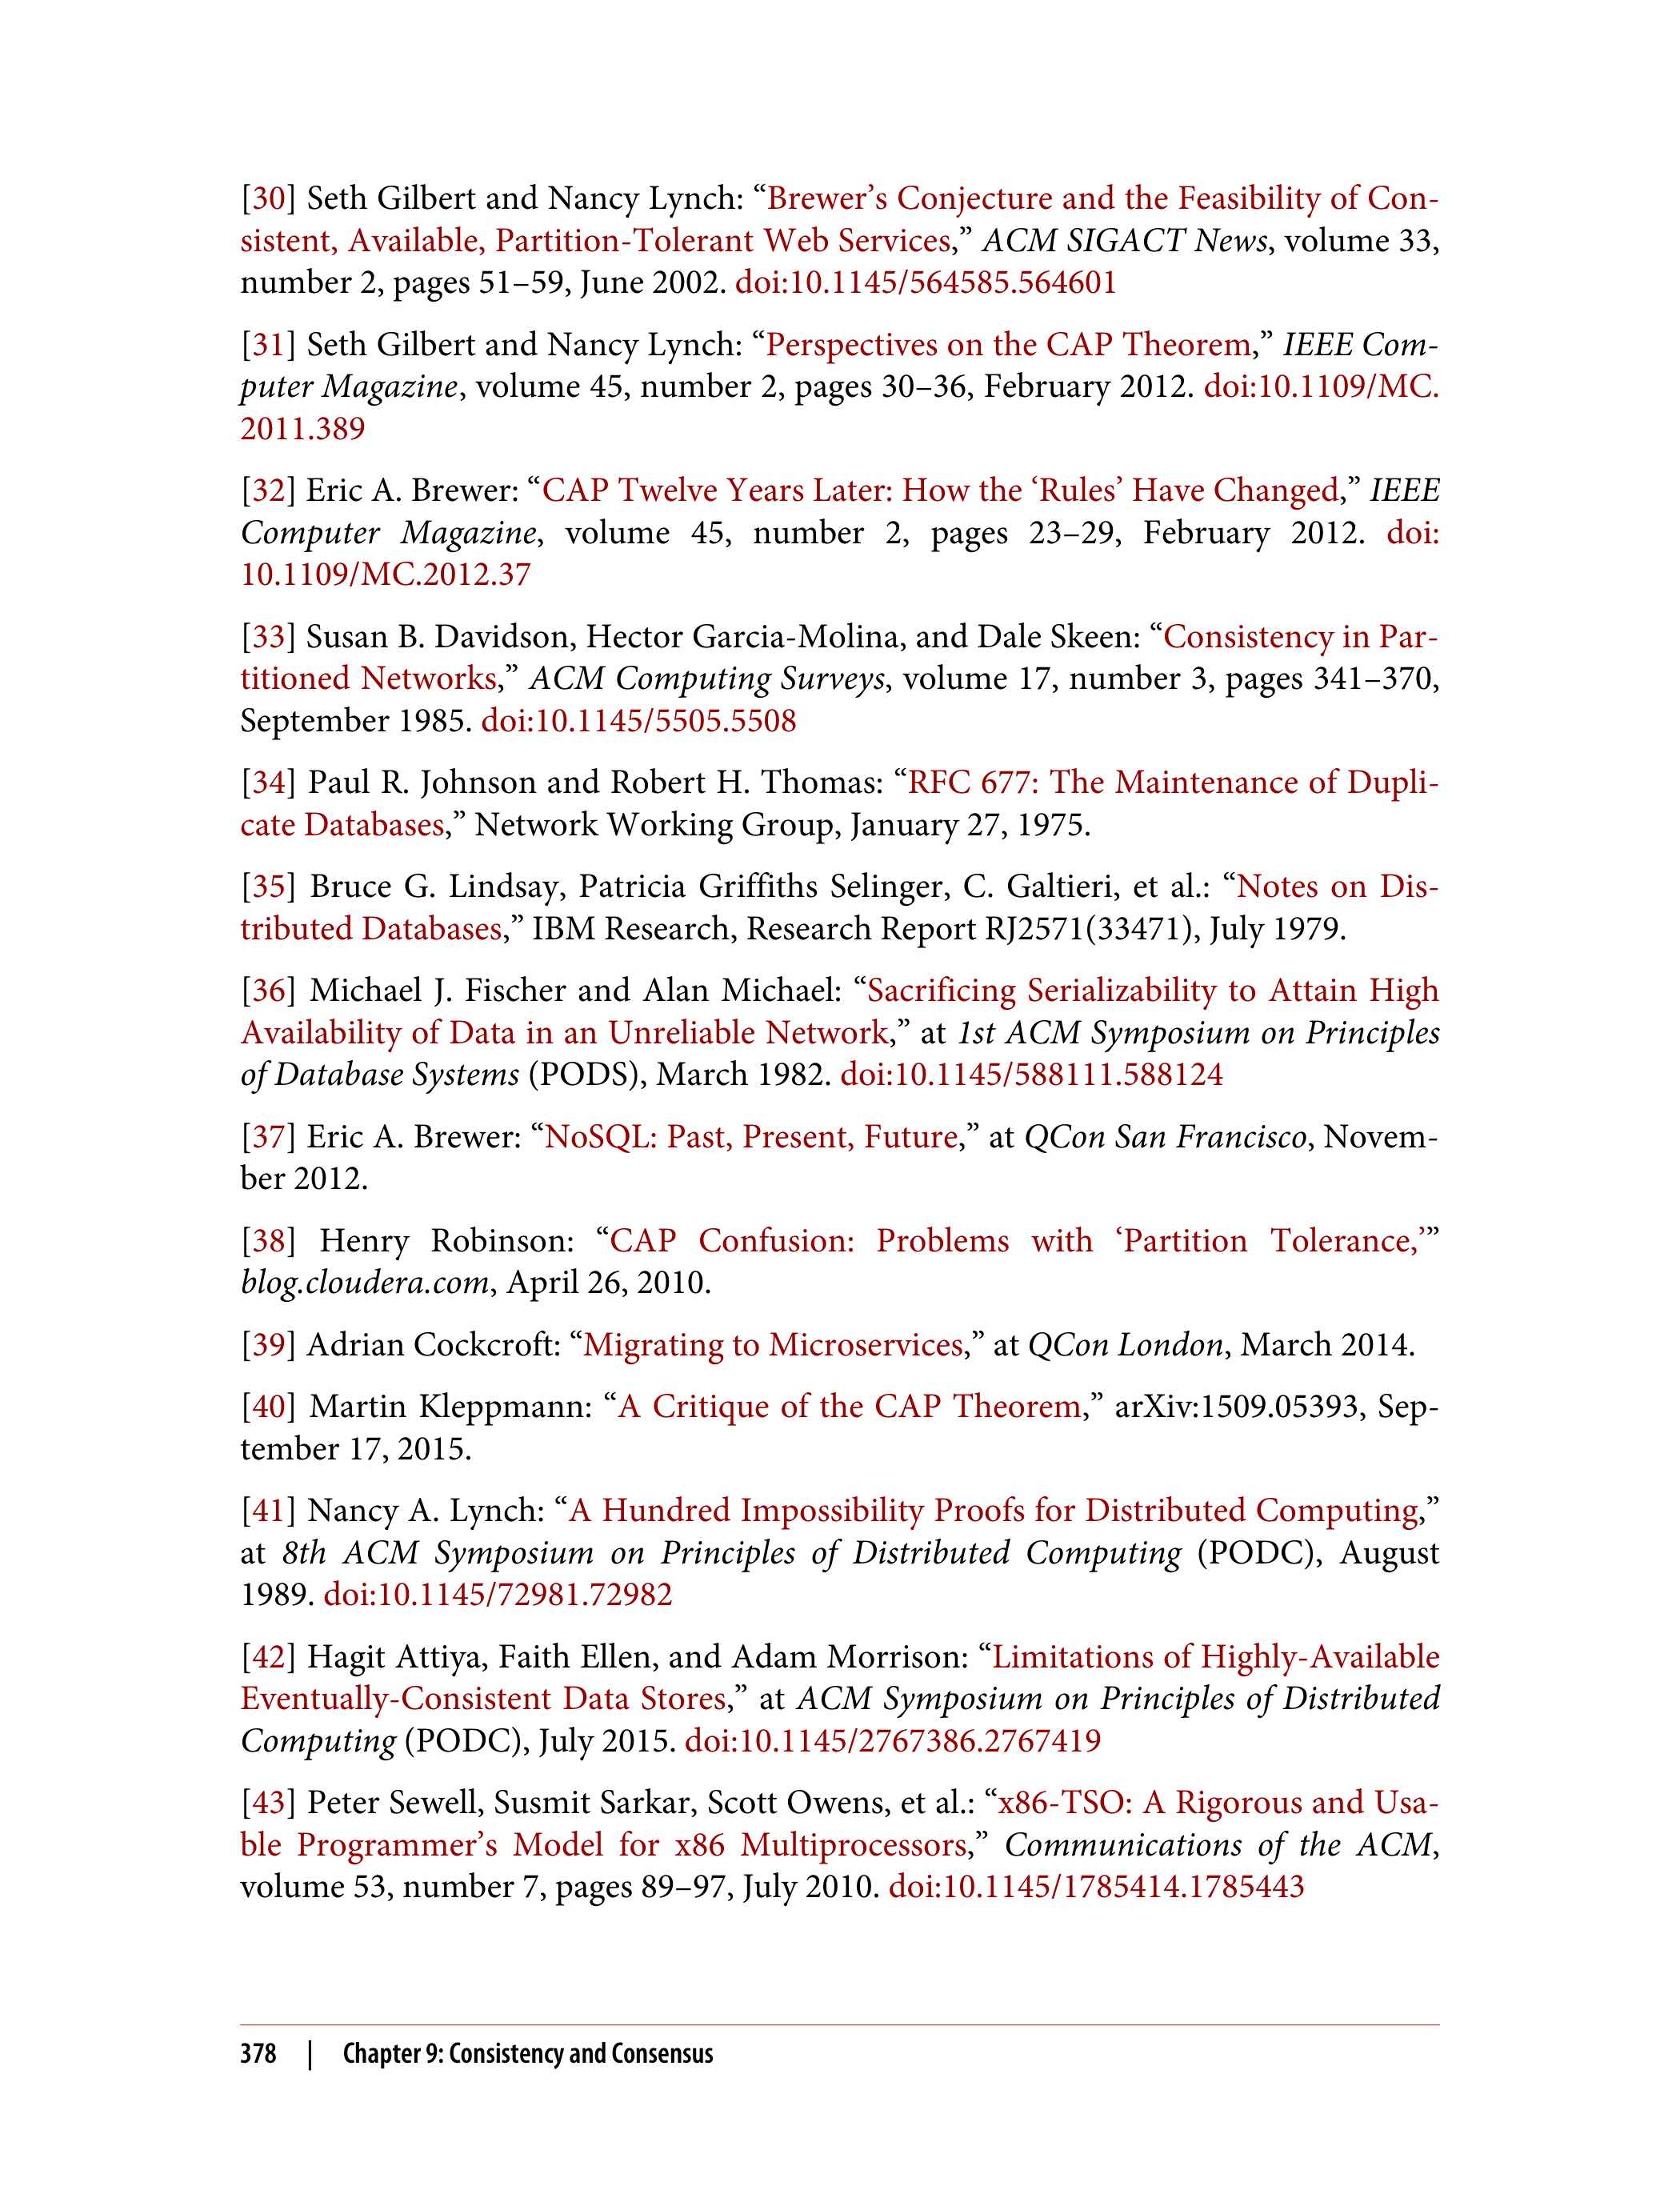 [30] Seth Gilbert and Nancy Lynch: “Brewer’s Conjecture and the Feasibility of Con-
sistent, Available, Partition-Tolerant Web Services,” ACM SIGACT News, volume 33,
number 2, pages 51–59, June 2002. doi:10.1145/564585.564601
[31] Seth Gilbert and Nancy Lynch: “Perspectives on the CAP Theorem,” IEEE Com-
puter Magazine, volume 45, number 2, pages 30–36, February 2012. doi:10.1109/MC.
2011.389
[32] Eric A. Brewer: “CAP Twelve Years Later: How the ‘Rules’ Have Changed,” IEEE
Computer Magazine, volume 45, number 2, pages 23–29, February 2012. doi:
10.1109/MC.2012.37
[33] Susan B. Davidson, Hector Garcia-Molina, and Dale Skeen: “Consistency in Par-
titioned Networks,” ACM Computing Surveys, volume 17, number 3, pages 341–370,
September 1985. doi:10.1145/5505.5508
[34] Paul R. Johnson and Robert H. Thomas: “RFC 677: The Maintenance of Dupli-
cate Databases,” Network Working Group, January 27, 1975.
[35] Bruce G. Lindsay, Patricia Griffiths Selinger, C. Galtieri, et al.: “Notes on Dis-
tributed Databases,” IBM Research, Research Report RJ2571(33471), July 1979.
[36] Michael J. Fischer and Alan Michael: “Sacrificing Serializability to Attain High
Availability of Data in an Unreliable Network,” at 1st ACM Symposium on Principles
of Database Systems (PODS), March 1982. doi:10.1145/588111.588124
[37] Eric A. Brewer: “NoSQL: Past, Present, Future,” at QCon San Francisco, Novem-
ber 2012.
[38] Henry Robinson: “CAP Confusion: Problems with ‘Partition Tolerance,’”
blog.cloudera.com, April 26, 2010.
[39] Adrian Cockcroft: “Migrating to Microservices,” at QCon London, March 2014.
[40] Martin Kleppmann: “A Critique of the CAP Theorem,” arXiv:1509.05393, Sep-
tember 17, 2015.
[41] Nancy A. Lynch: “A Hundred Impossibility Proofs for Distributed Computing,”
at 8th ACM Symposium on Principles of Distributed Computing (PODC), August
1989. doi:10.1145/72981.72982
[42] Hagit Attiya, Faith Ellen, and Adam Morrison: “Limitations of Highly-Available
Eventually-Consistent Data Stores,” at ACM Symposium on Principles of Distributed
Computing (PODC), July 2015. doi:10.1145/2767386.2767419
[43] Peter Sewell, Susmit Sarkar, Scott Owens, et al.: “x86-TSO: A Rigorous and Usa-
ble Programmer’s Model for x86 Multiprocessors,” Communications of the ACM,
volume 53, number 7, pages 89–97, July 2010. doi:10.1145/1785414.1785443
378 | Chapter 9: Consistency and Consensus